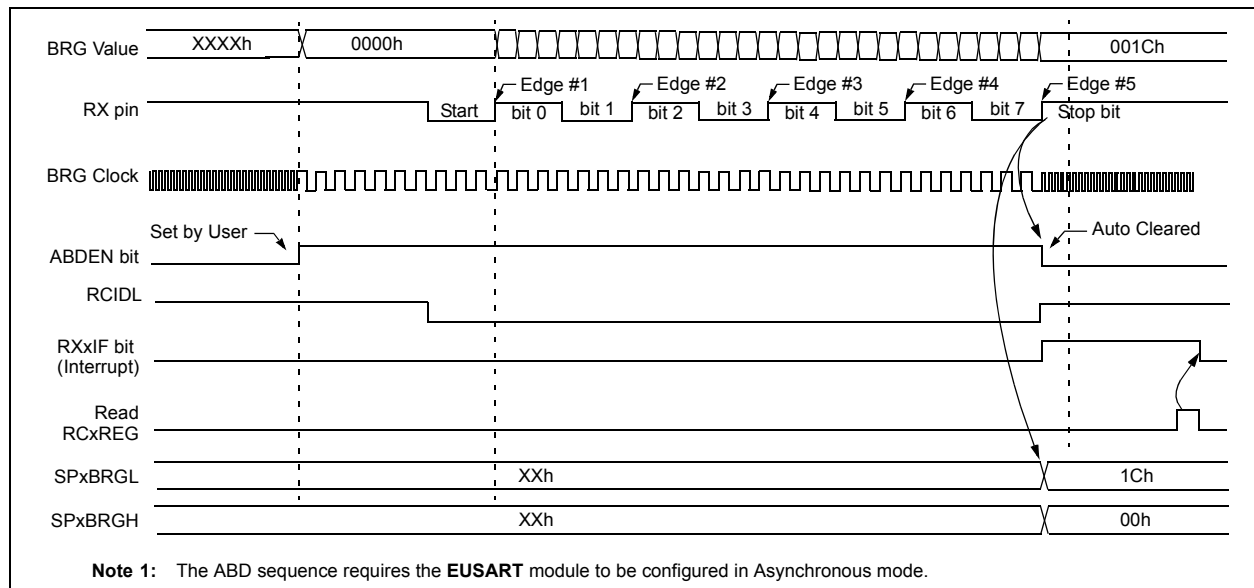 BRG Value XXXXh 0000h 001Ch
Edge #1 Edge #2 Edge #3 Edge #4 Edge #5
RX pin Start bit 0 bit 1 bit 2 bit 3 bit 4 bit 5 bit 6 bit 7 Stop bit
BRG Clock
Set by User Auto Cleared
ABDEN bit
RCIDL
RXxIF bit
(Interrupt)
Read
RCxREG
SPxBRGL XXh 1Ch
SPxBRGH XXh 00h
Note 1: The ABD sequence requires the EUSART module to be configured in Asynchronous mode.